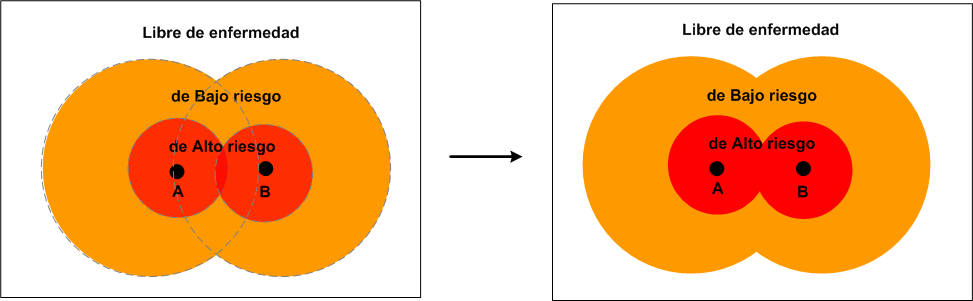 Libre de enfermedad
de Bajo riesgo
de Alto riesgo
A
B
Libre de enfermedad
de Bajo riesgo
de Alto riesgo
A
B